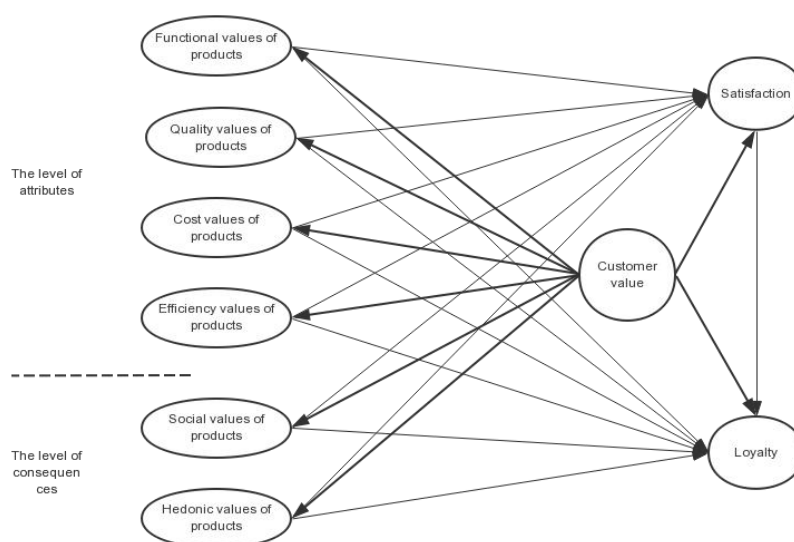 Functional values of
products
Quality values of
products
The level of
attributes
Cost values of
products
Efficiency values of
products
Social values of
products
The level of
consequen
ces
Hedonic values of
products
Customer
value
Satisfaction
Loyalty